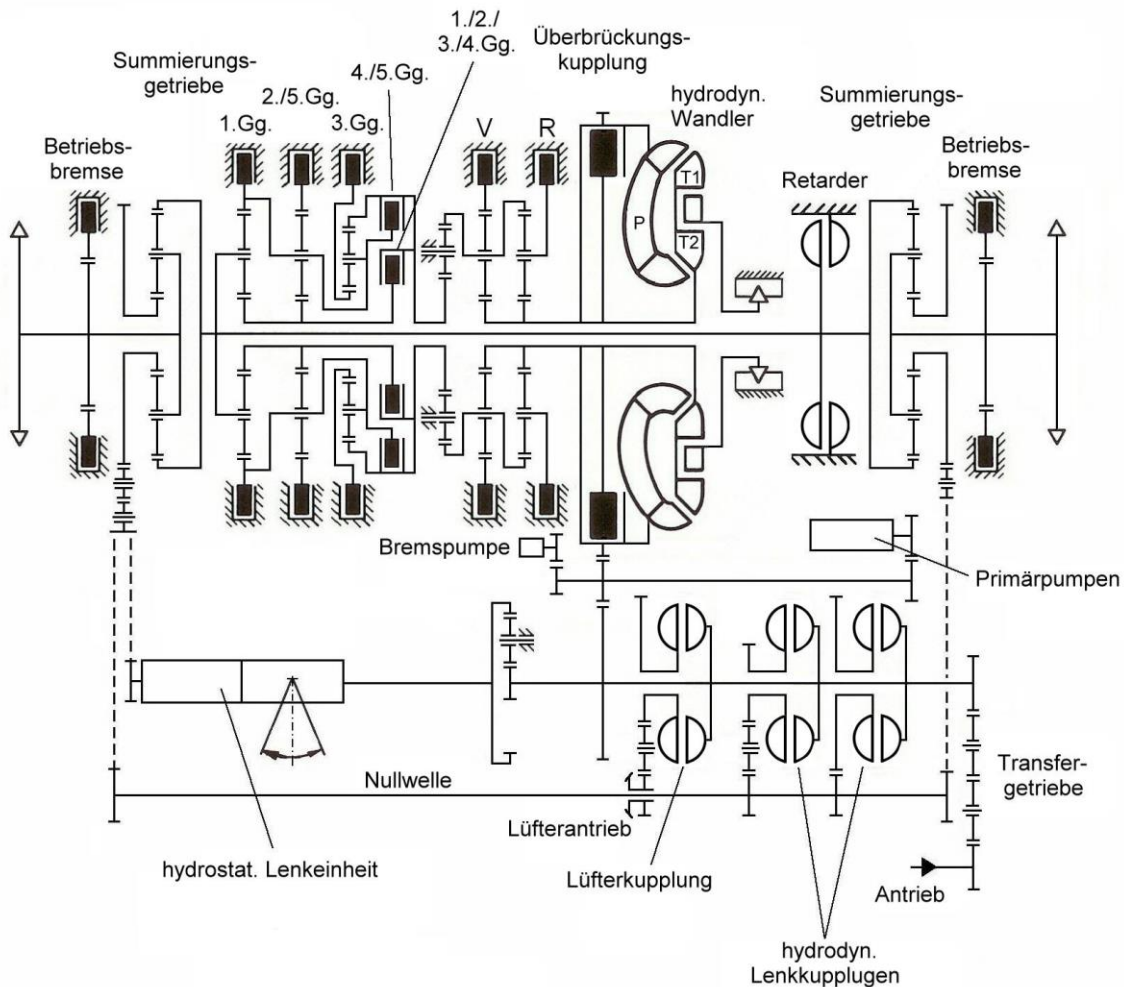 1./2./
3./4.Gg.
Überbrückungs-
kupplung
Summierungs-
getriebe
4./5.Gg.
2./5.Gg.
1.Gg.
3.Gg.
hydrodyn.
Wandler
Summierungs-
getriebe
Betriebs-
bremse
V
R
T1
P
T2
Retarder
Betriebs-
bremse
Bremspumpe
Primärpumpen
Nullwelle
Lüfterantrieb
Transfer-
getriebe
hydrostat. Lenkeinheit
Lüfterkupplung
Antrieb
hydrodyn.
Lenkkupplugen